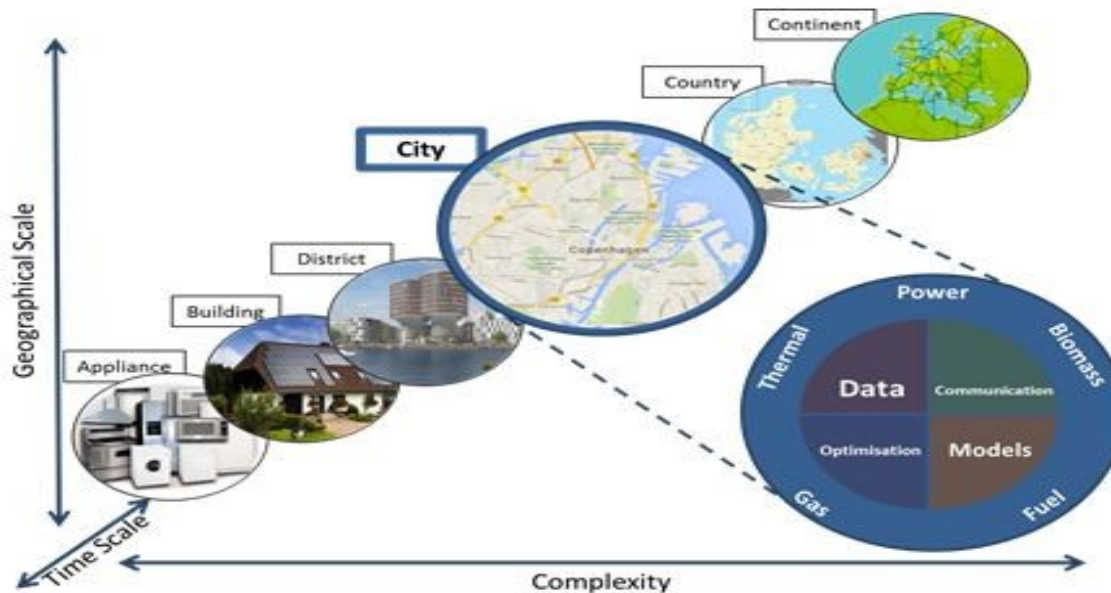 Continent
Country
City
District
Building
Appliance
Geographical Scale
Time Scale
Complexity
Copenhagen
Power
Thermal
Biomass
Data
Communication
Optimisation
Models
Gas
Fuel